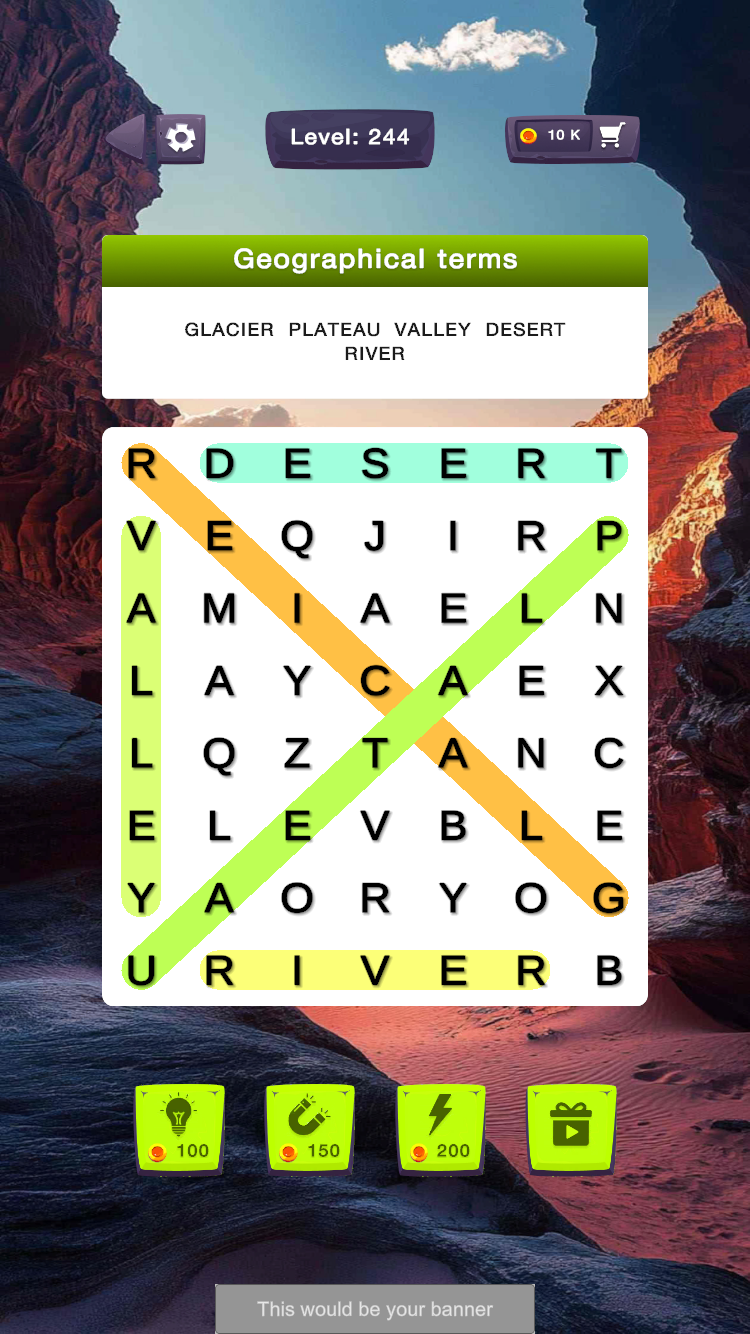 Level: 244
10 K
Geographical terms
GLACIER PLATEAU VALLEY DESERT
RIVER
R D E S E R T
V E Q J I R P
A M I A E L N
L A Y C A E X
L Q Z T A N C
E L E V B L E
Y A O R Y O G
U R I V E R B
100 150 200
This would be your banner